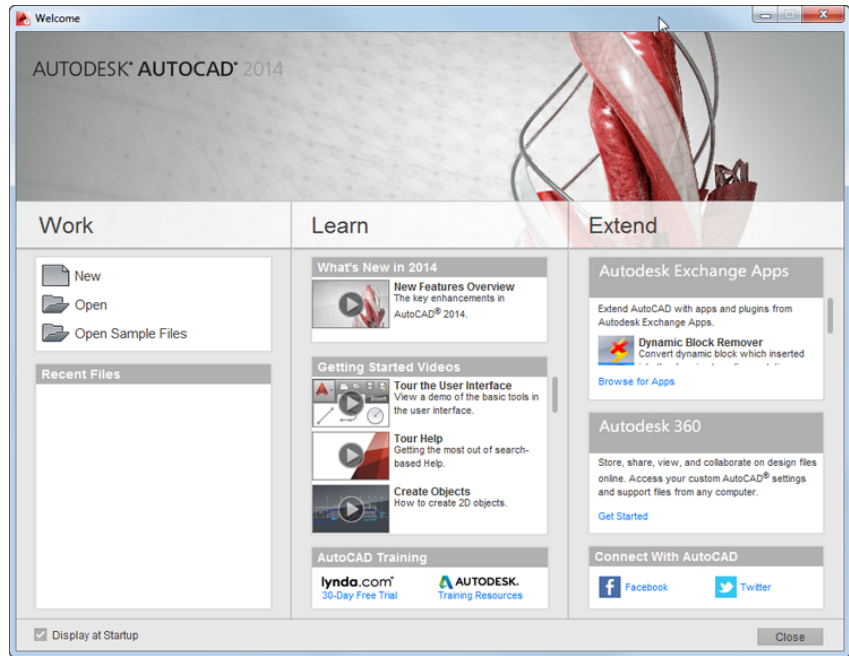 Welcome
AUTODESK® AUTOCAD® 2014
Work
New
Open
Open Sample Files
Recent Files
Learn
What's New in 2014
New Features Overview
The key enhancements in
AutoCAD® 2014.
Getting Started Videos
Insert
Tour the User Interface
View a demo of the basic tools in
the user interface.
Tour Help
Getting the most out of search-
based Help.
Create Objects
How to create 2D objects.
AutoCAD Training
lynda.com®
30-Day Free Trial
AUTODESK.
Training Resources
Extend
Autodesk Exchange Apps
Extend AutoCAD with apps and plugins from
Autodesk Exchange Apps.
Dynamic Block Remover
Convert dynamic block which inserted
Browse for Apps
Autodesk 360
Store, share, view, and collaborate on design files
online. Access your custom AutoCAD® settings
and support files from any computer.
Get Started
Connect With AutoCAD
Facebook
Twitter
Display at Startup
Close